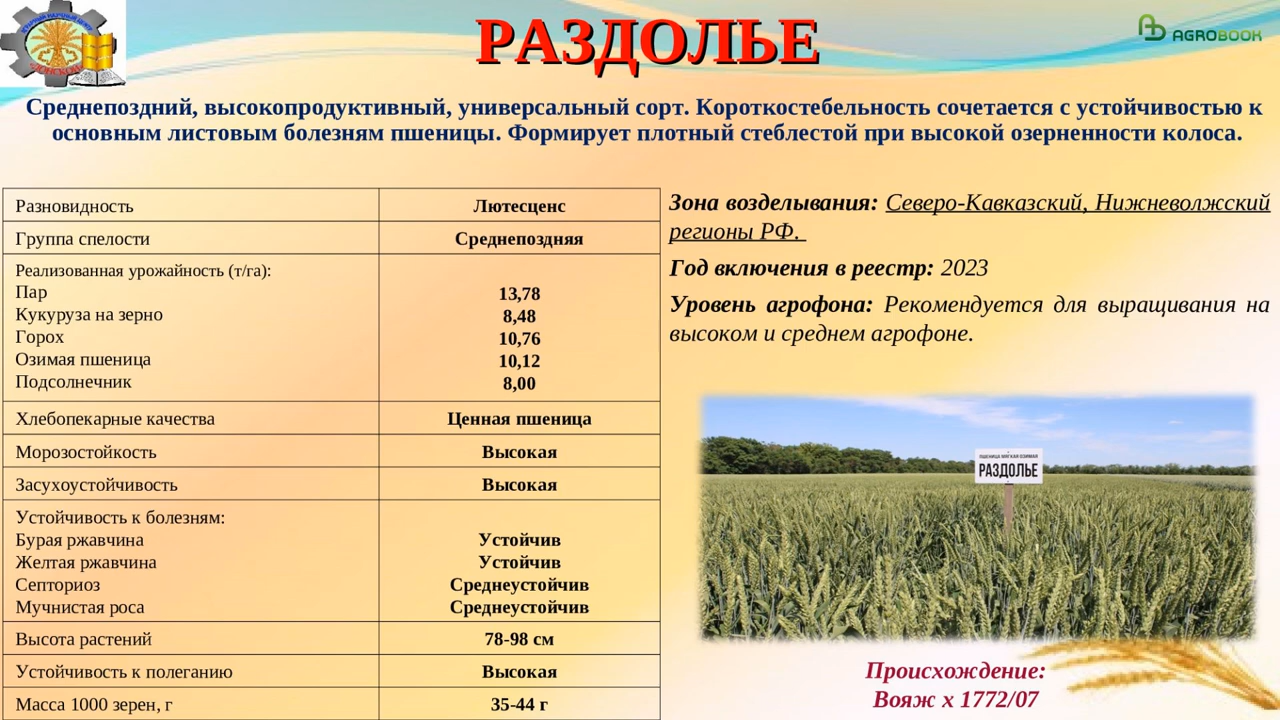 РАЗДОЛЬЕ
AGROBOOK
ДОНСКОЙ
Среднепоздний, высокопродуктивный, универсальный сорт. Короткостебельность сочетается с устойчивостью к
основным листовым болезням пшеницы. Формирует плотный стеблестой при высокой озерненности колоса.
Разновидность Лютесценс
Группа спелости Среднепоздняя
Реализованная урожайность (т/га):
Пар 13,78
Кукуруза на зерно 8,48
Горох 10,76
Озимая пшеница 10,12
Подсолнечник 8,00
Хлебопекарные качества Ценная пшеница
Морозостойкость Высокая
Засухоустойчивость Высокая
Устойчивость к болезням:
Бурая ржавчина Устойчив
Желтая ржавчина Устойчив
Септориоз Среднеустойчив
Мучнистая роса Среднеустойчив
Высота растений 78-98 см
Устойчивость к полеганию Высокая
Масса 1000 зерен, г 35-44 г
Зона возделывания: Северо-Кавказский, Нижневолжский
регионы РФ.
Год включения в реестр: 2023
Уровень агрофона: Рекомендуется для выращивания на
высоком и среднем агрофоне.
ПШЕНИЦА МЯГКАЯ ОЗИМАЯ
РАЗДОЛЬЕ
Происхождение:
Вояж х 1772/07